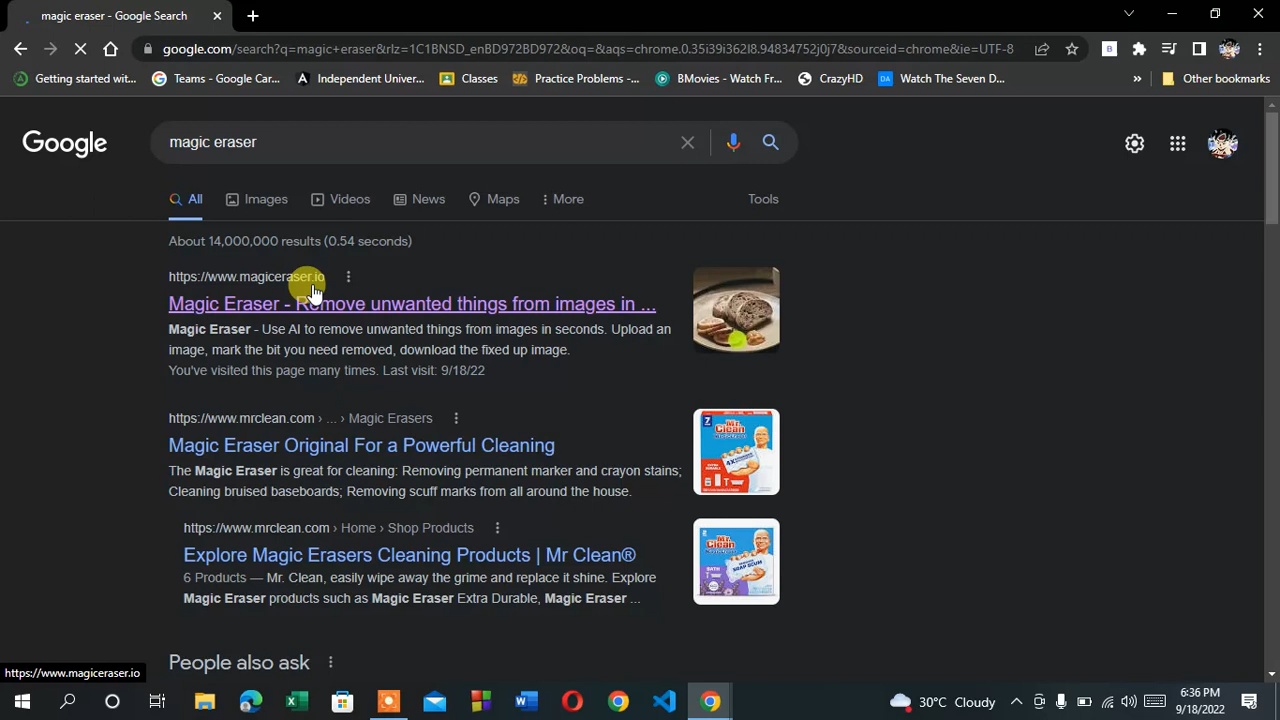 magic eraser - Google Search
google.com/search?q=magic+eraser&rlz=1C1BNSD_enBD972BD972&oq=&aqs=chrome.0.35i39i362l8.94834752j0j7&sourceid=chrome&ie=UTF-8
Getting started wit... Teams - Google Car... Independent Univer... Classes Practice Problems -... BMovies - Watch Fr... CrazyHD Watch The Seven D... » Other bookmarks
Google magic eraser
All Images Videos News Maps More Tools
About 14,000,000 results (0.54 seconds)
https://www.magiceraser.io
Magic Eraser - Remove unwanted things from images in ...
Magic Eraser - Use AI to remove unwanted things from images in seconds. Upload an
image, mark the bit you need removed, download the fixed up image.
You've visited this page many times. Last visit: 9/18/22
https://www.mrclean.com › ... › Magic Erasers
Magic Eraser Original For a Powerful Cleaning
The Magic Eraser is great for cleaning: Removing permanent marker and crayon stains;
Cleaning bruised baseboards; Removing scuff marks from all around the house.
Mr.
Clean
https://www.mrclean.com › Home › Shop Products
Explore Magic Erasers Cleaning Products | Mr Clean®
6 Products — Mr. Clean, easily wipe away the grime and replace it shine. Explore
Magic Eraser products such as Magic Eraser Extra Durable, Magic Eraser ...
Mr.
Clean
People also ask
https://www.magiceraser.io
30°C Cloudy
6:36 PM
9/18/2022